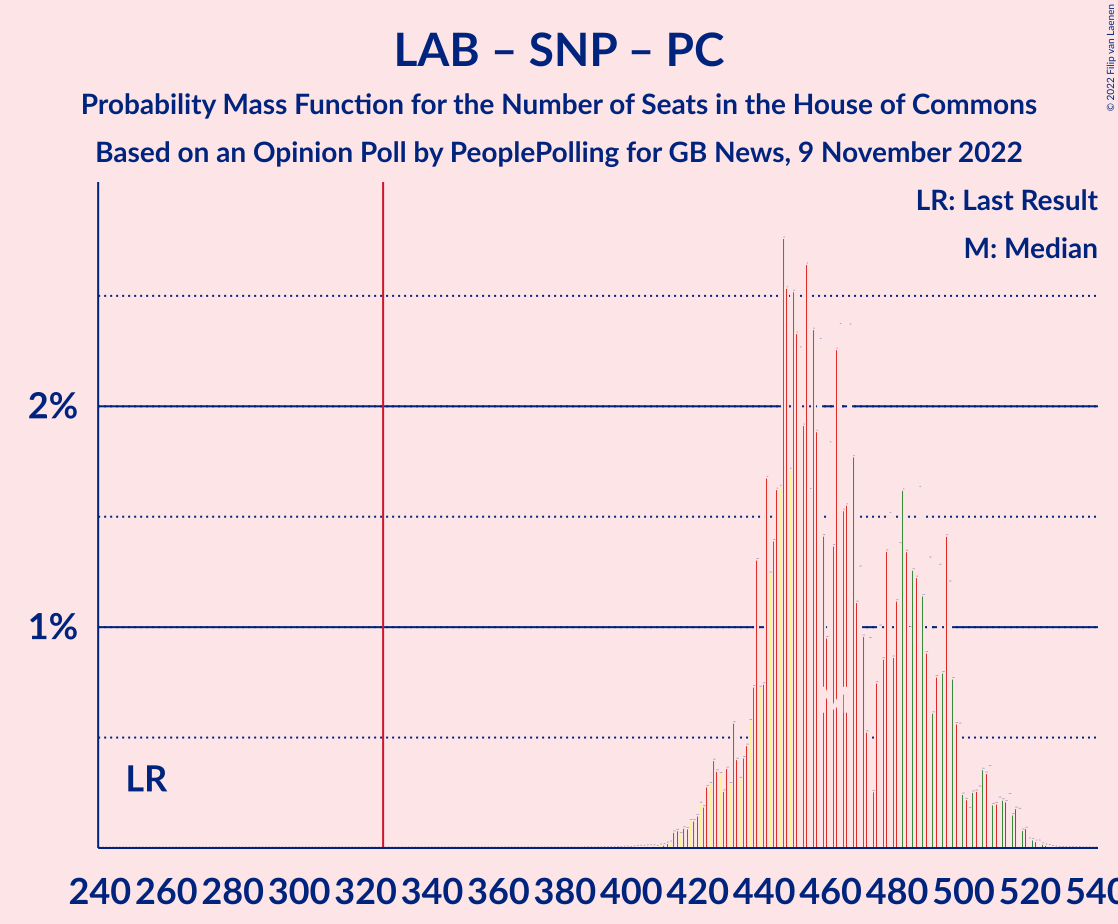 LAB – SNP – PC
Probability Mass Function for the Number of Seats in the House of Commons
Based on an Opinion Poll by PeoplePolling for GB News, 9 November 2022
© 2022 Filip van Laenen
LR: Last Result
M: Median
2%
1%
LR
M
240 260 280 300 320 340 360 380 400 420 440 460 480 500 520 540